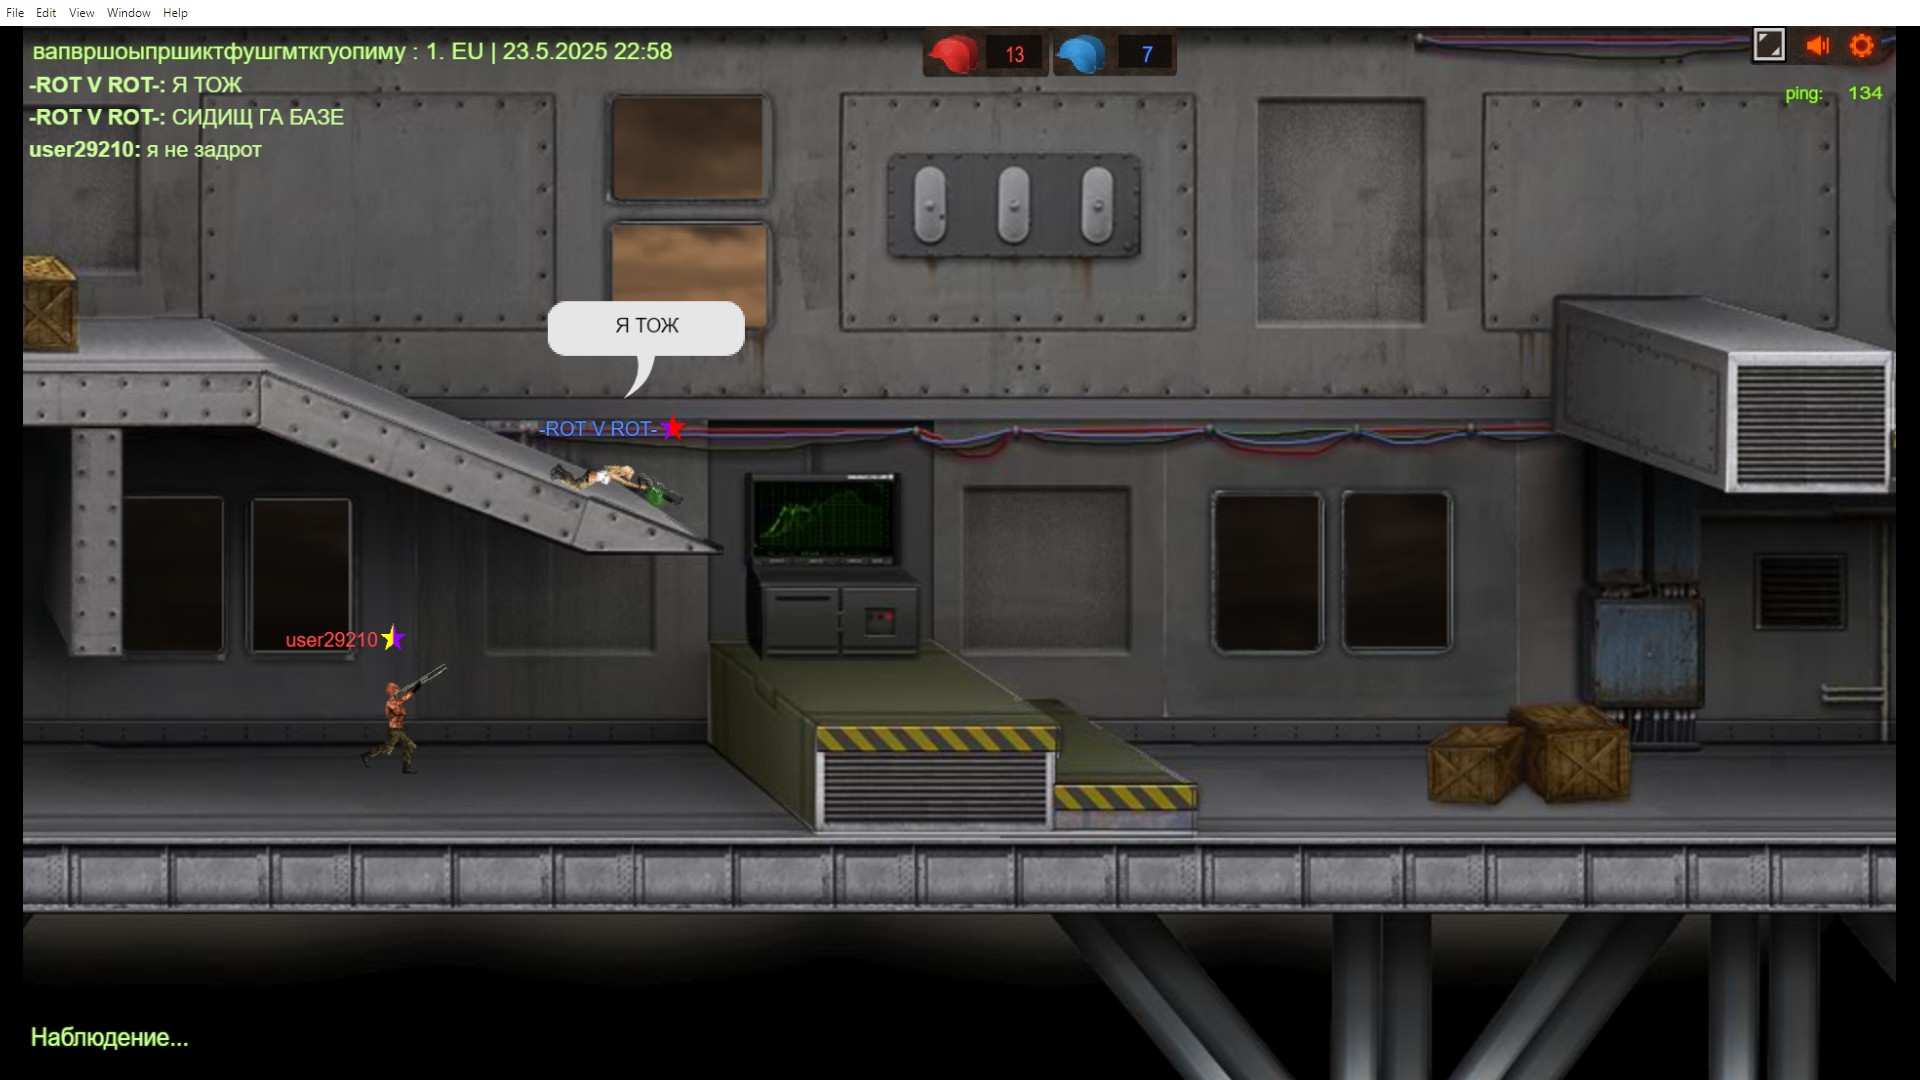 File Edit View Window Help
вапвршоыпршиктфушгмткгуопиму : 1. EU | 23.5.2025 22:58
13 7
-ROT V ROT-: Я ТОЖ
ping: 134
-ROT V ROT-: СИДИЩ ГА БАЗЕ
user29210: я не задрот
Я ТОЖ
-ROT V ROT-
user29210
Наблюдение...